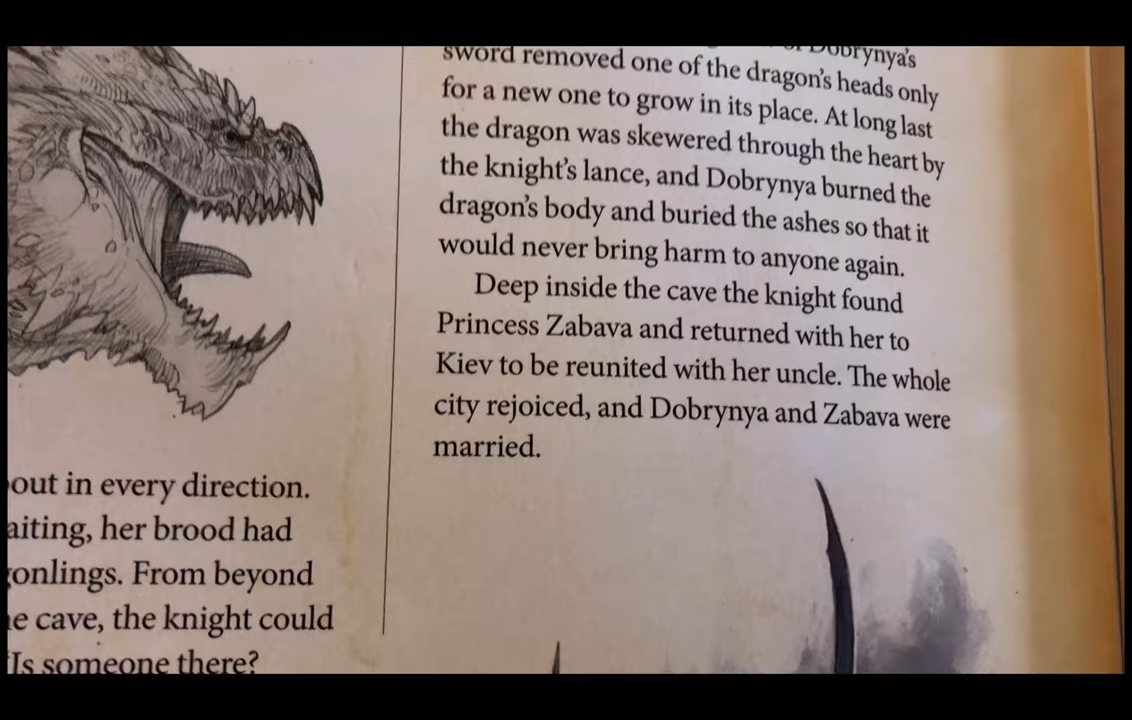 out in every direction.
aiting, her brood had
onlings. From beyond
e cave, the knight could
Is someone there?
of Dobrynya's
sword removed one of the dragon's heads only
for a new one to grow in its place. At long last
the dragon was skewered through the heart by
the knight's lance, and Dobrynya burned the
dragon's body and buried the ashes so that it
would never bring harm to anyone again.
Deep inside the cave the knight found
Princess Zabava and returned with her to
Kiev to be reunited with her uncle. The whole
city rejoiced, and Dobrynya and Zabava were
married.